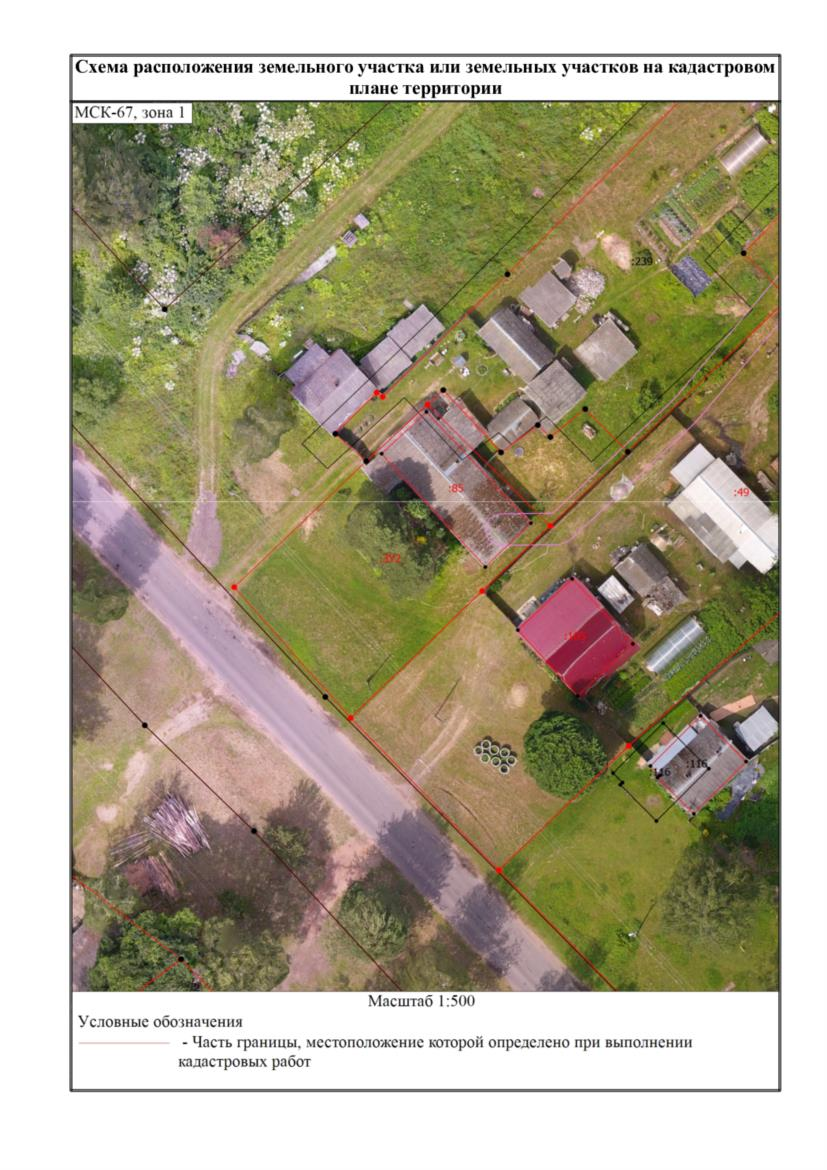 Схема расположения земельного участка или земельных участков на кадастровом
плане территории
МСК-67, зона 1
:239
:85
:49
:ЗУ2
:116
:116
Масштаб 1:500
Условные обозначения
- Часть границы, местоположение которой определено при выполнении
кадастровых работ